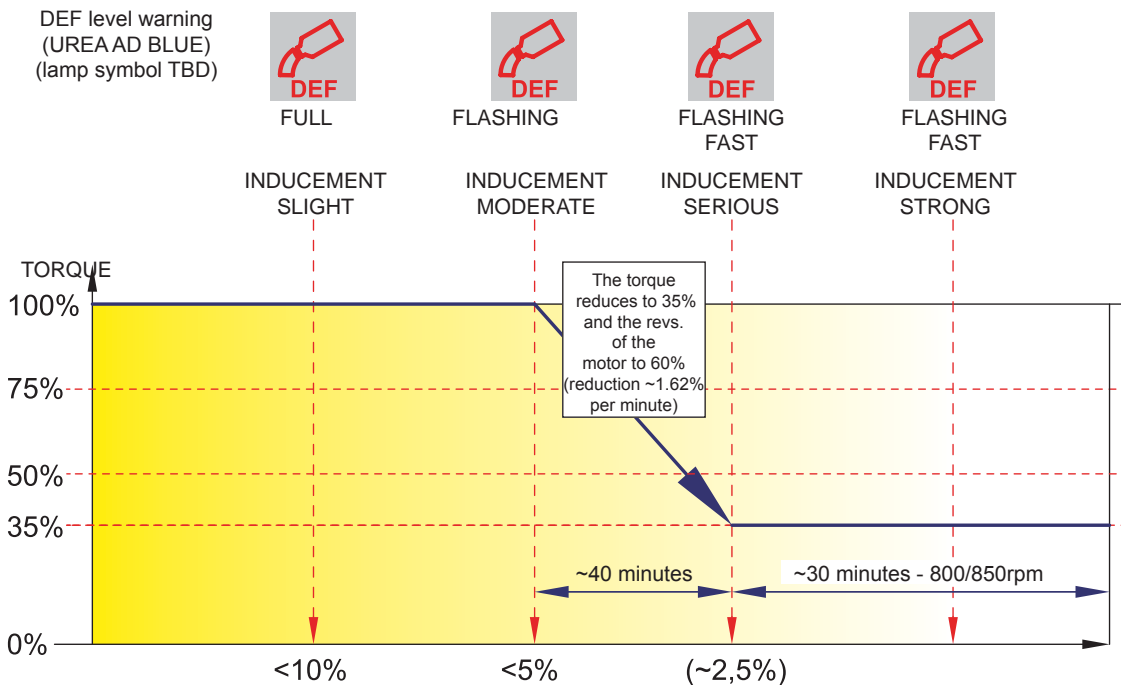 DEF level warning
(UREA AD BLUE)
(lamp symbol TBD)
DEF
DEF
DEF
DEF
FULL
FLASHING
FLASHING
FAST
FLASHING
FAST
INDUCEMENT
SLIGHT
INDUCEMENT
MODERATE
INDUCEMENT
SERIOUS
INDUCEMENT
STRONG
TORQUE
100%
75%
50%
35%
0%
The torque
reduces to 35%
and the revs.
of the
motor to 60%
(reduction ~1.62%
per minute)
~40 minutes
~30 minutes - 800/850rpm
<10%
<5%
(~2,5%)